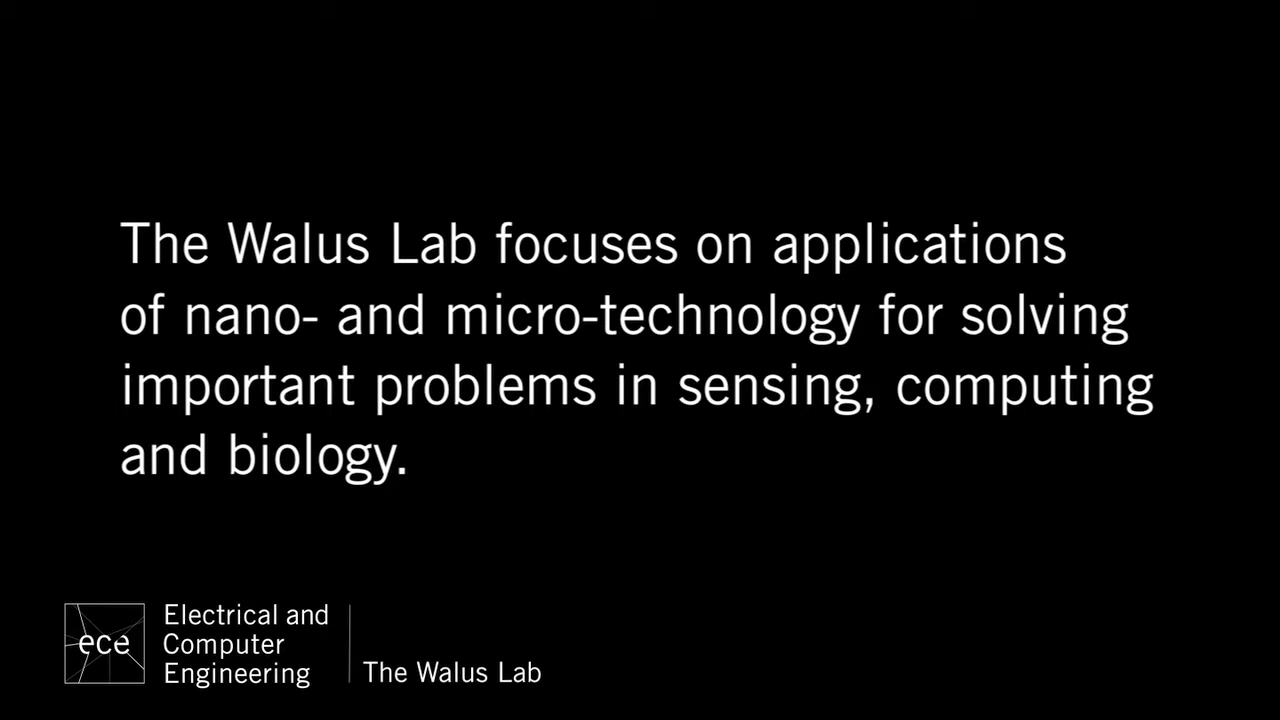 The Walus Lab focuses on applications
of nano- and micro-technology for solving
important problems in sensing, computing
and biology.
ece
Electrical and
Computer
Engineering
The Walus Lab